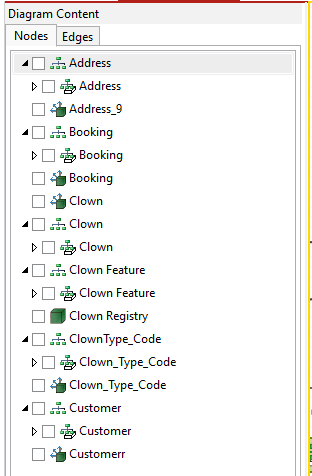 Diagram Content
Nodes Edges
Address
Address
Address_9
Booking
Booking
Booking
Clown
Clown
Clown
Clown Feature
Clown Feature
Clown Registry
ClownType_Code
Clown_Type_Code
Clown_Type_Code
Customer
Customer
Customerr